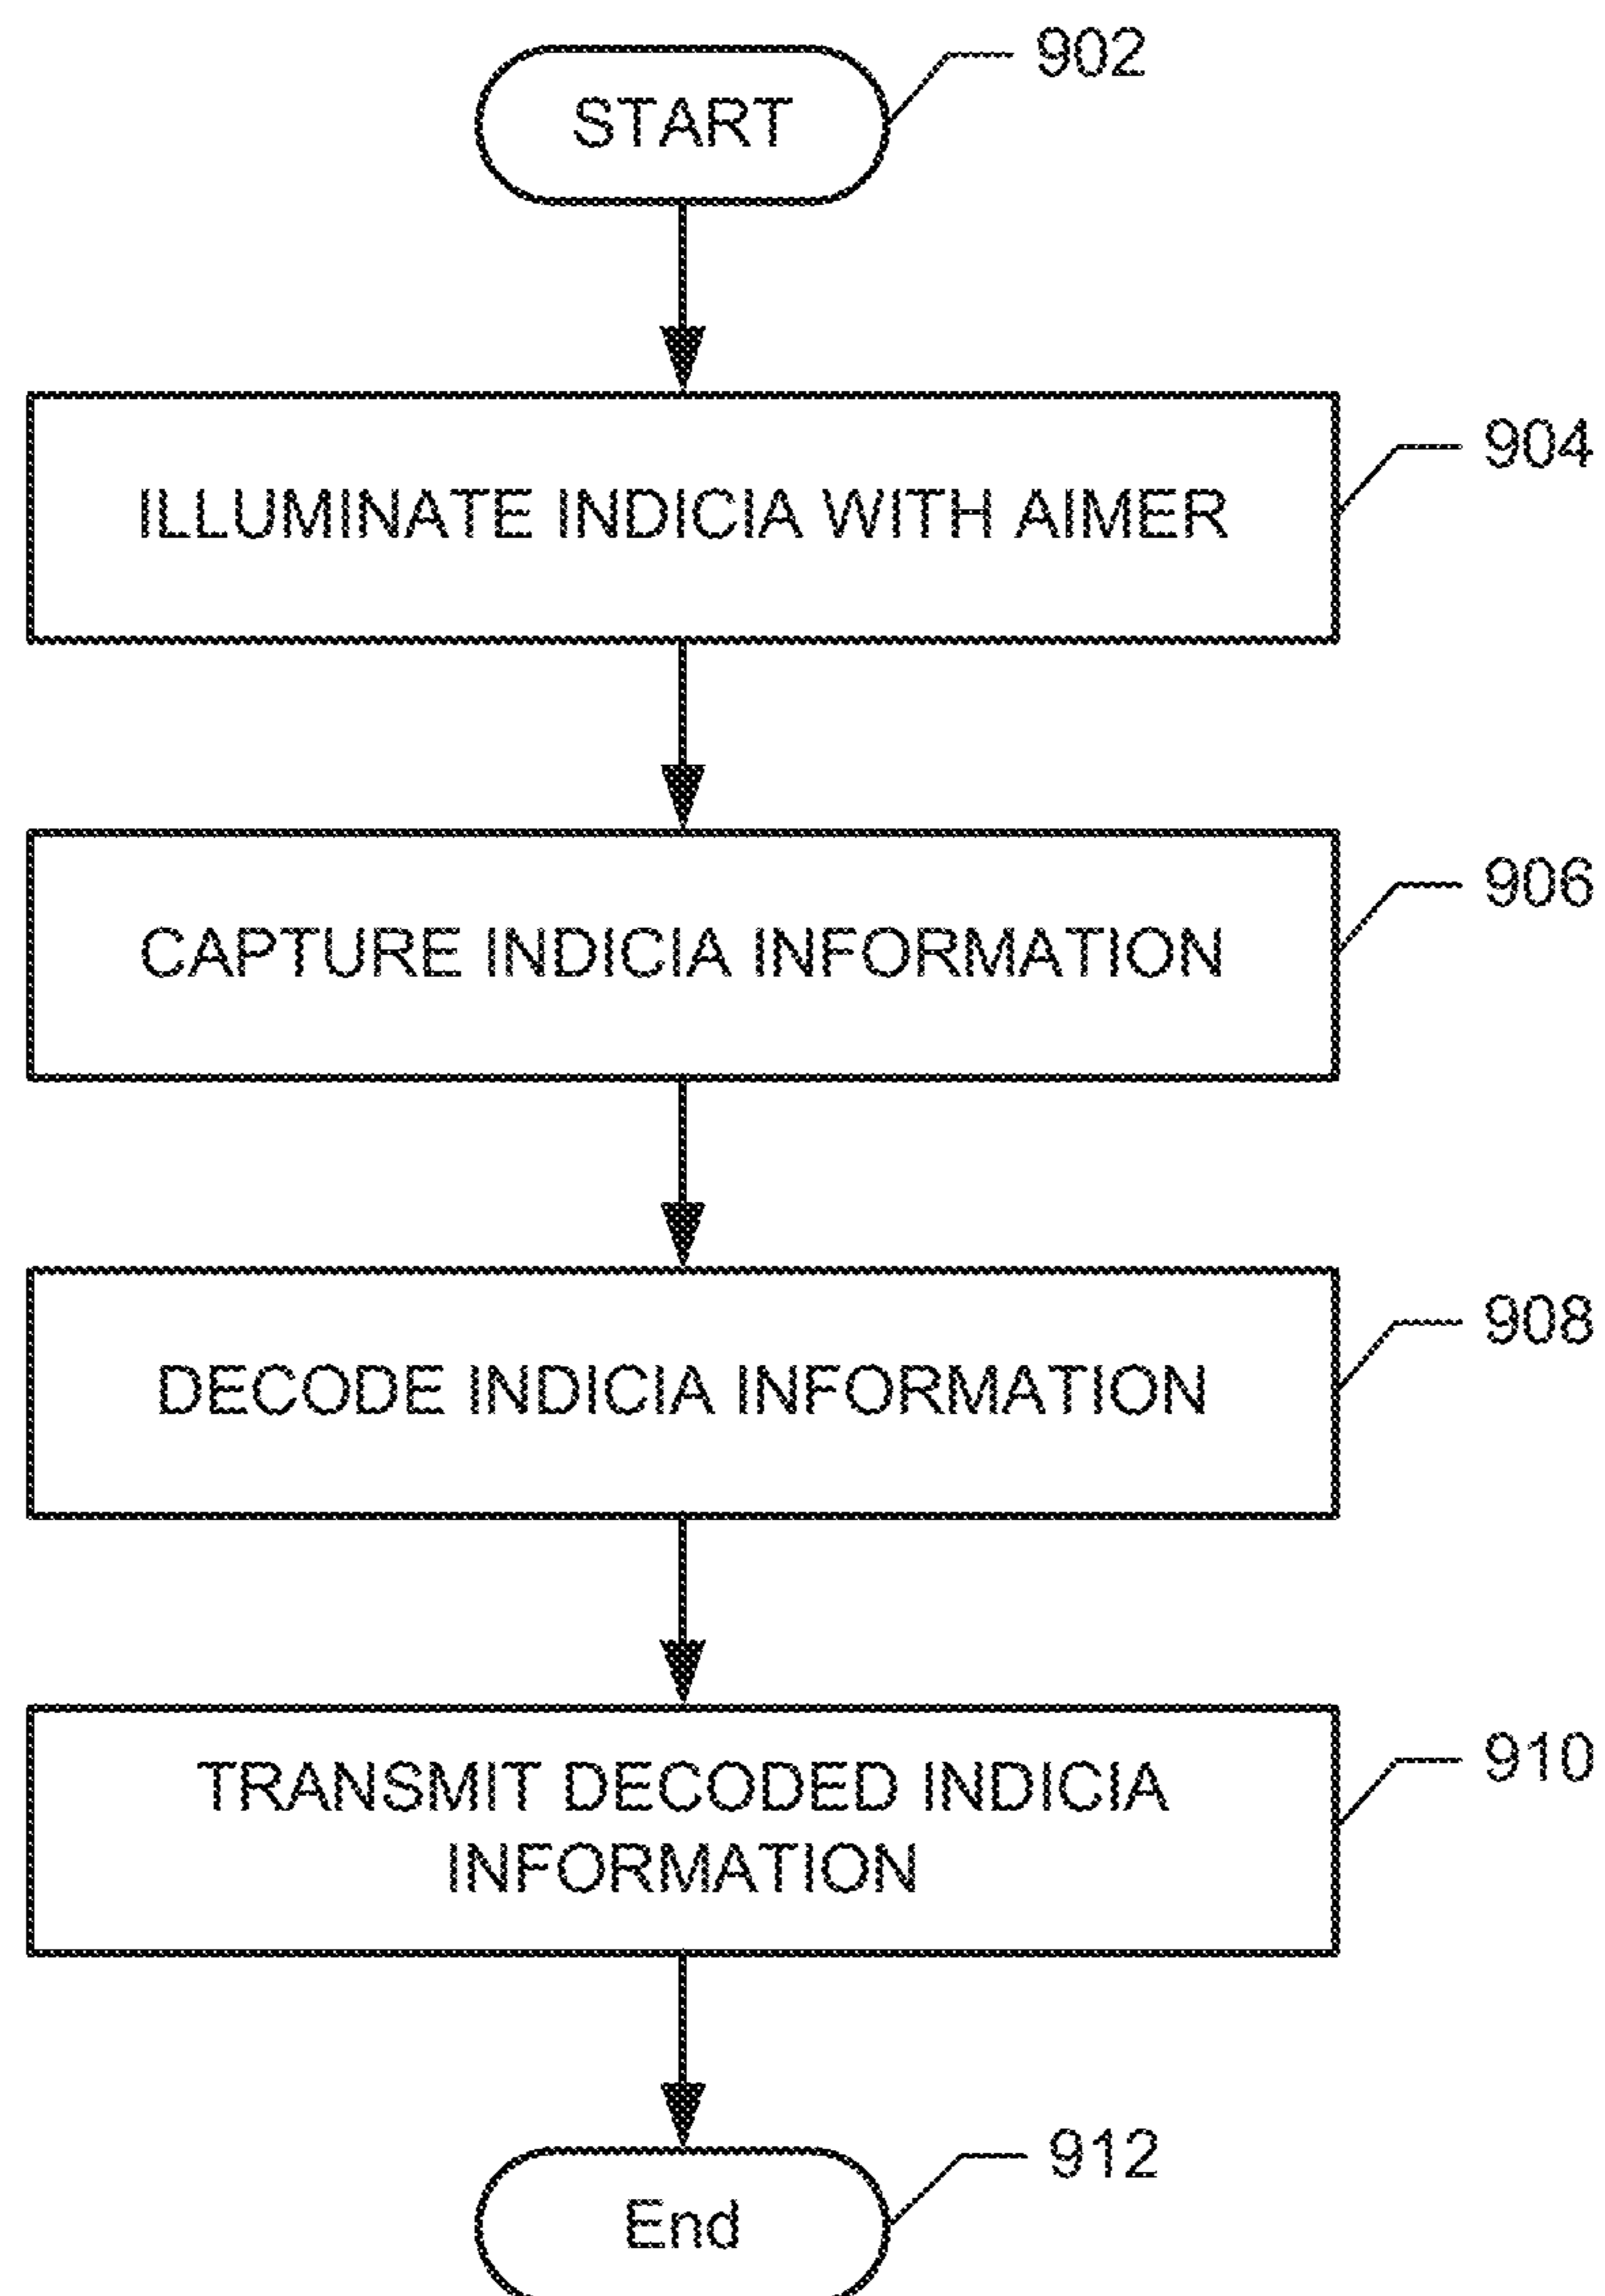 902
START
904
ILLUMINATE INDICIA WITH AIMER
906
CAPTURE INDICIA INFORMATION
908
DECODE INDICIA INFORMATION
910
TRANSMIT DECODED INDICIA
INFORMATION
912
End